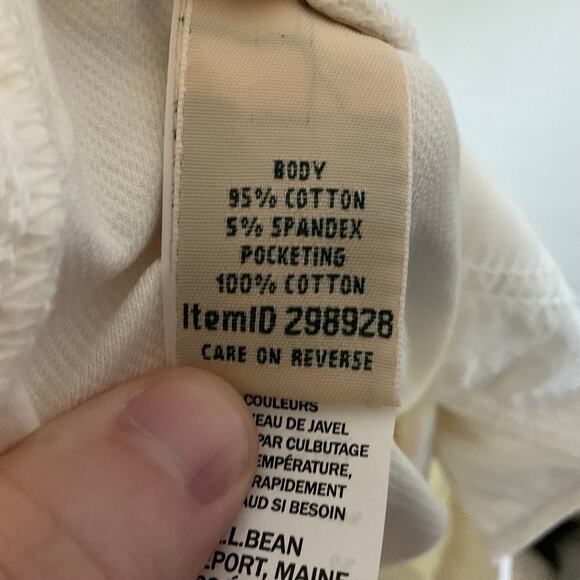 BODY
95% COTTON
5% SPANDEX
POCKETING
100% COTTON
ItemID 298928
CARE ON REVERSE
COULEURS
EAU DE JAVEL
PAR CULBUTAGE
EMPÉRATURE,
RAPIDEMENT
AUD SI BESOIN
L.BEAN
EPORT, MAINE